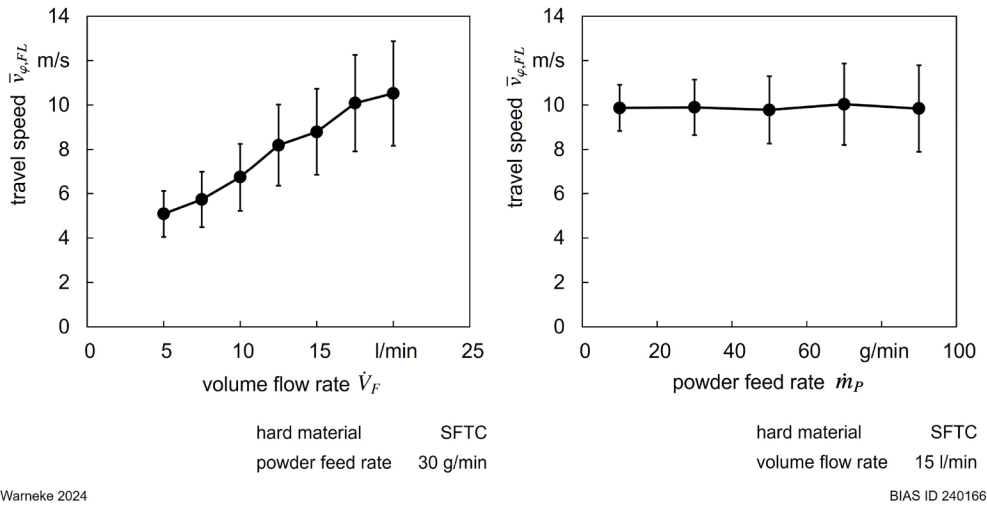 14
m/s
10
8
6
4
2
0
travel speed v̅φ,FL
0 5 10 15 l/min 25
volume flow rate V̇F
hard material SFTC
powder feed rate 30 g/min
14
m/s
10
8
6
4
2
0
travel speed v̅φ,FL
0 20 40 60 g/min 100
powder feed rate ṁP
hard material SFTC
volume flow rate 15 l/min
Warneke 2024
BIAS ID 240166